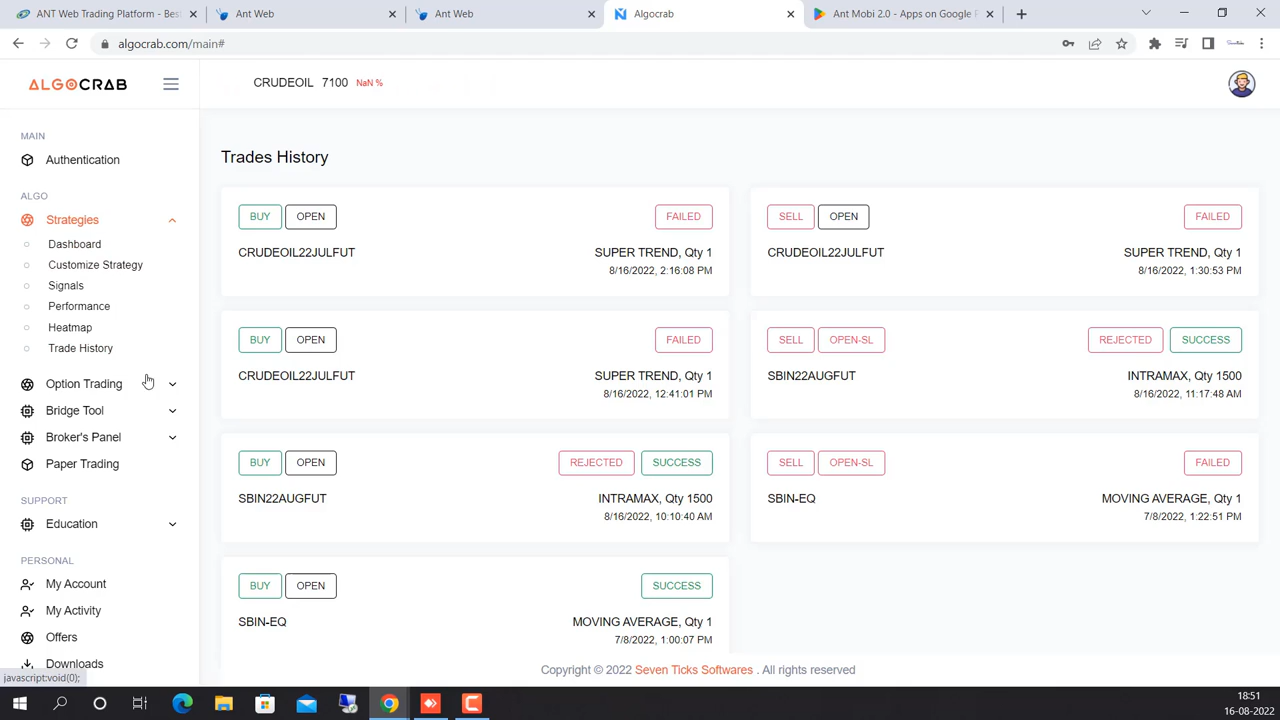 ANT Web Trading Platform - Bes
Ant Web
Ant Web
Algocrab
Ant Mobi 2.0 - Apps on Google P
algocrab.com/main#
ALGOCRAB
CRUDEOIL 7100 NaN %
MAIN
Authentication
ALGO
Strategies
Dashboard
Customize Strategy
Signals
Performance
Heatmap
Trade History
Option Trading
Bridge Tool
Broker's Panel
Paper Trading
SUPPORT
Education
PERSONAL
My Account
My Activity
Offers
Downloads
javascript:void(0);
Trades History
BUY OPEN FAILED
CRUDEOIL22JULFUT SUPER TREND, Qty 1
8/16/2022, 2:16:08 PM
SELL OPEN FAILED
CRUDEOIL22JULFUT SUPER TREND, Qty 1
8/16/2022, 1:30:53 PM
BUY OPEN FAILED
CRUDEOIL22JULFUT SUPER TREND, Qty 1
8/16/2022, 12:41:01 PM
SELL OPEN-SL REJECTED SUCCESS
SBIN22AUGFUT INTRAMAX, Qty 1500
8/16/2022, 11:17:48 AM
BUY OPEN REJECTED SUCCESS
SBIN22AUGFUT INTRAMAX, Qty 1500
8/16/2022, 10:10:40 AM
SELL OPEN-SL FAILED
SBIN-EQ MOVING AVERAGE, Qty 1
7/8/2022, 1:22:51 PM
BUY OPEN SUCCESS
SBIN-EQ MOVING AVERAGE, Qty 1
7/8/2022, 1:00:07 PM
Copyright © 2022 Seven Ticks Softwares . All rights reserved
18:51
16-08-2022